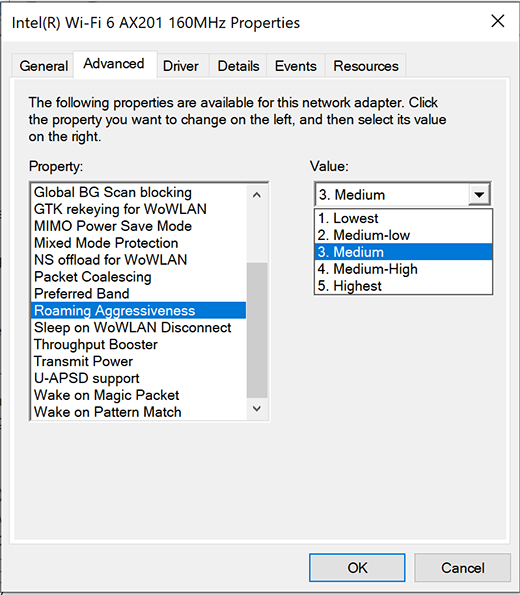 Intel(R) Wi-Fi 6 AX201 160MHz Properties
General Advanced Driver Details Events Resources
The following properties are available for this network adapter. Click
the property you want to change on the left, and then select its value
on the right.
Property:
Global BG Scan blocking
GTK rekeying for WoWLAN
MIMO Power Save Mode
Mixed Mode Protection
NS offload for WoWLAN
Packet Coalescing
Preferred Band
Roaming Aggressiveness
Sleep on WoWLAN Disconnect
Throughput Booster
Transmit Power
U-APSD support
Wake on Magic Packet
Wake on Pattern Match
Value:
3. Medium
1. Lowest
2. Medium-low
3. Medium
4. Medium-High
5. Highest
OK Cancel